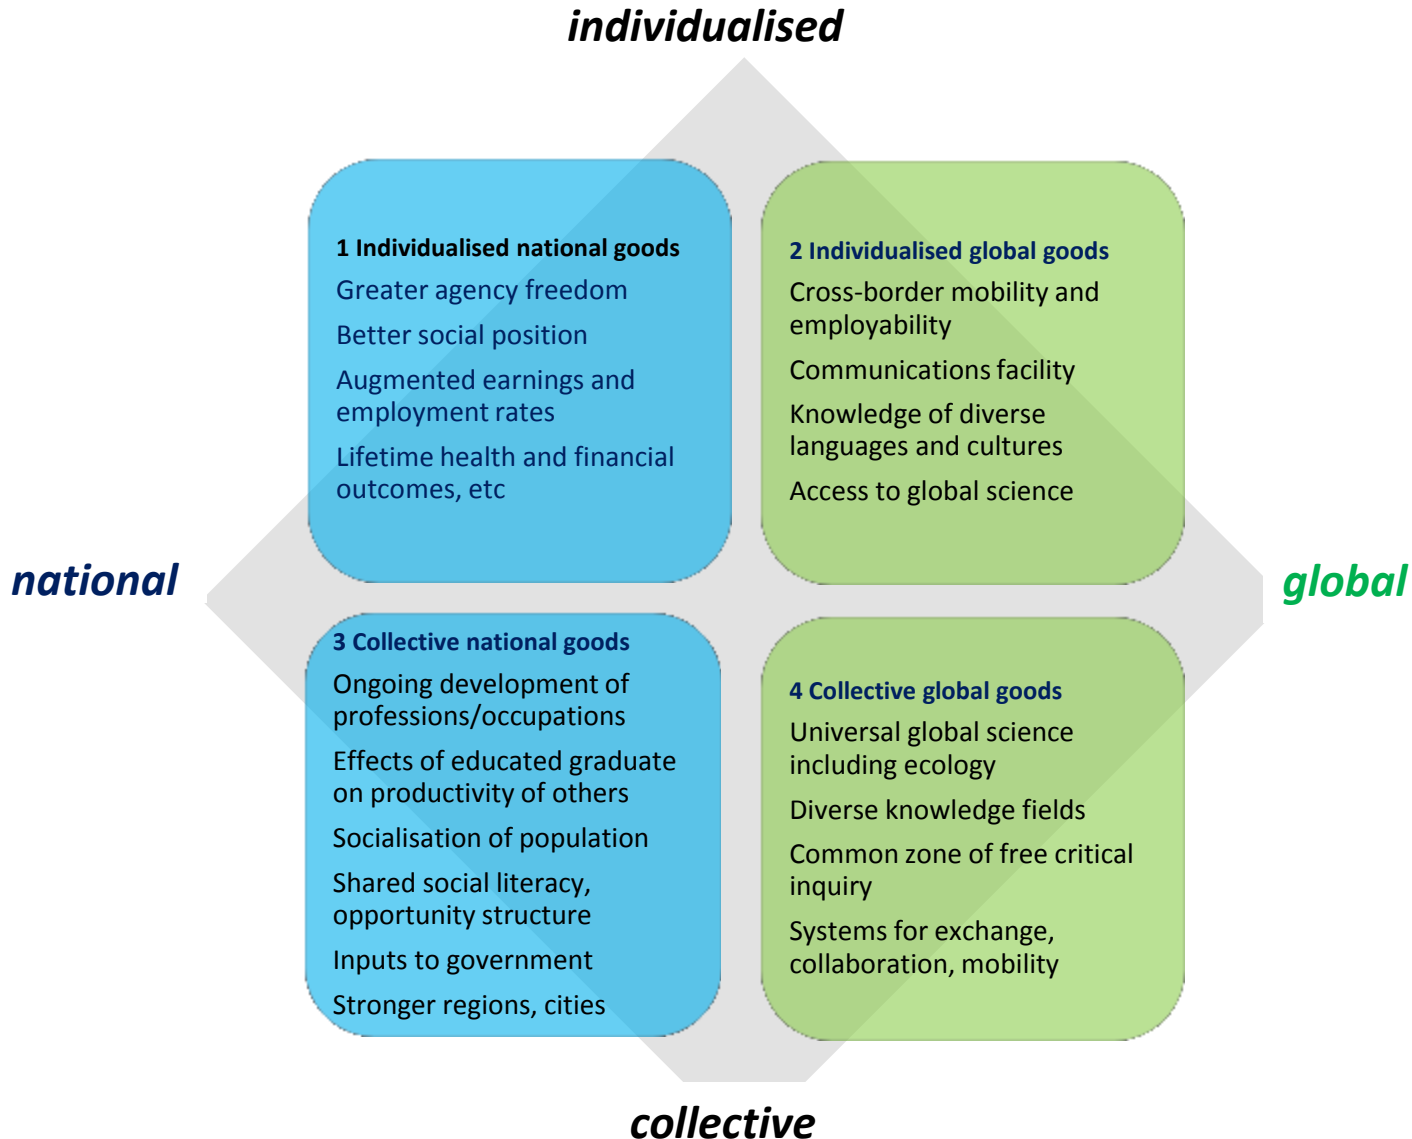 individualised
1 Individualised national goods
Greater agency freedom
Better social position
Augmented earnings and
employment rates
Lifetime health and financial
outcomes, etc
2 Individualised global goods
Cross-border mobility and
employability
Communications facility
Knowledge of diverse
languages and cultures
Access to global science
national
global
3 Collective national goods
Ongoing development of
professions/occupations
Effects of educated graduate
on productivity of others
Socialisation of population
Shared social literacy,
opportunity structure
Inputs to government
Stronger regions, cities
4 Collective global goods
Universal global science
including ecology
Diverse knowledge fields
Common zone of free critical
inquiry
Systems for exchange,
collaboration, mobility
collective